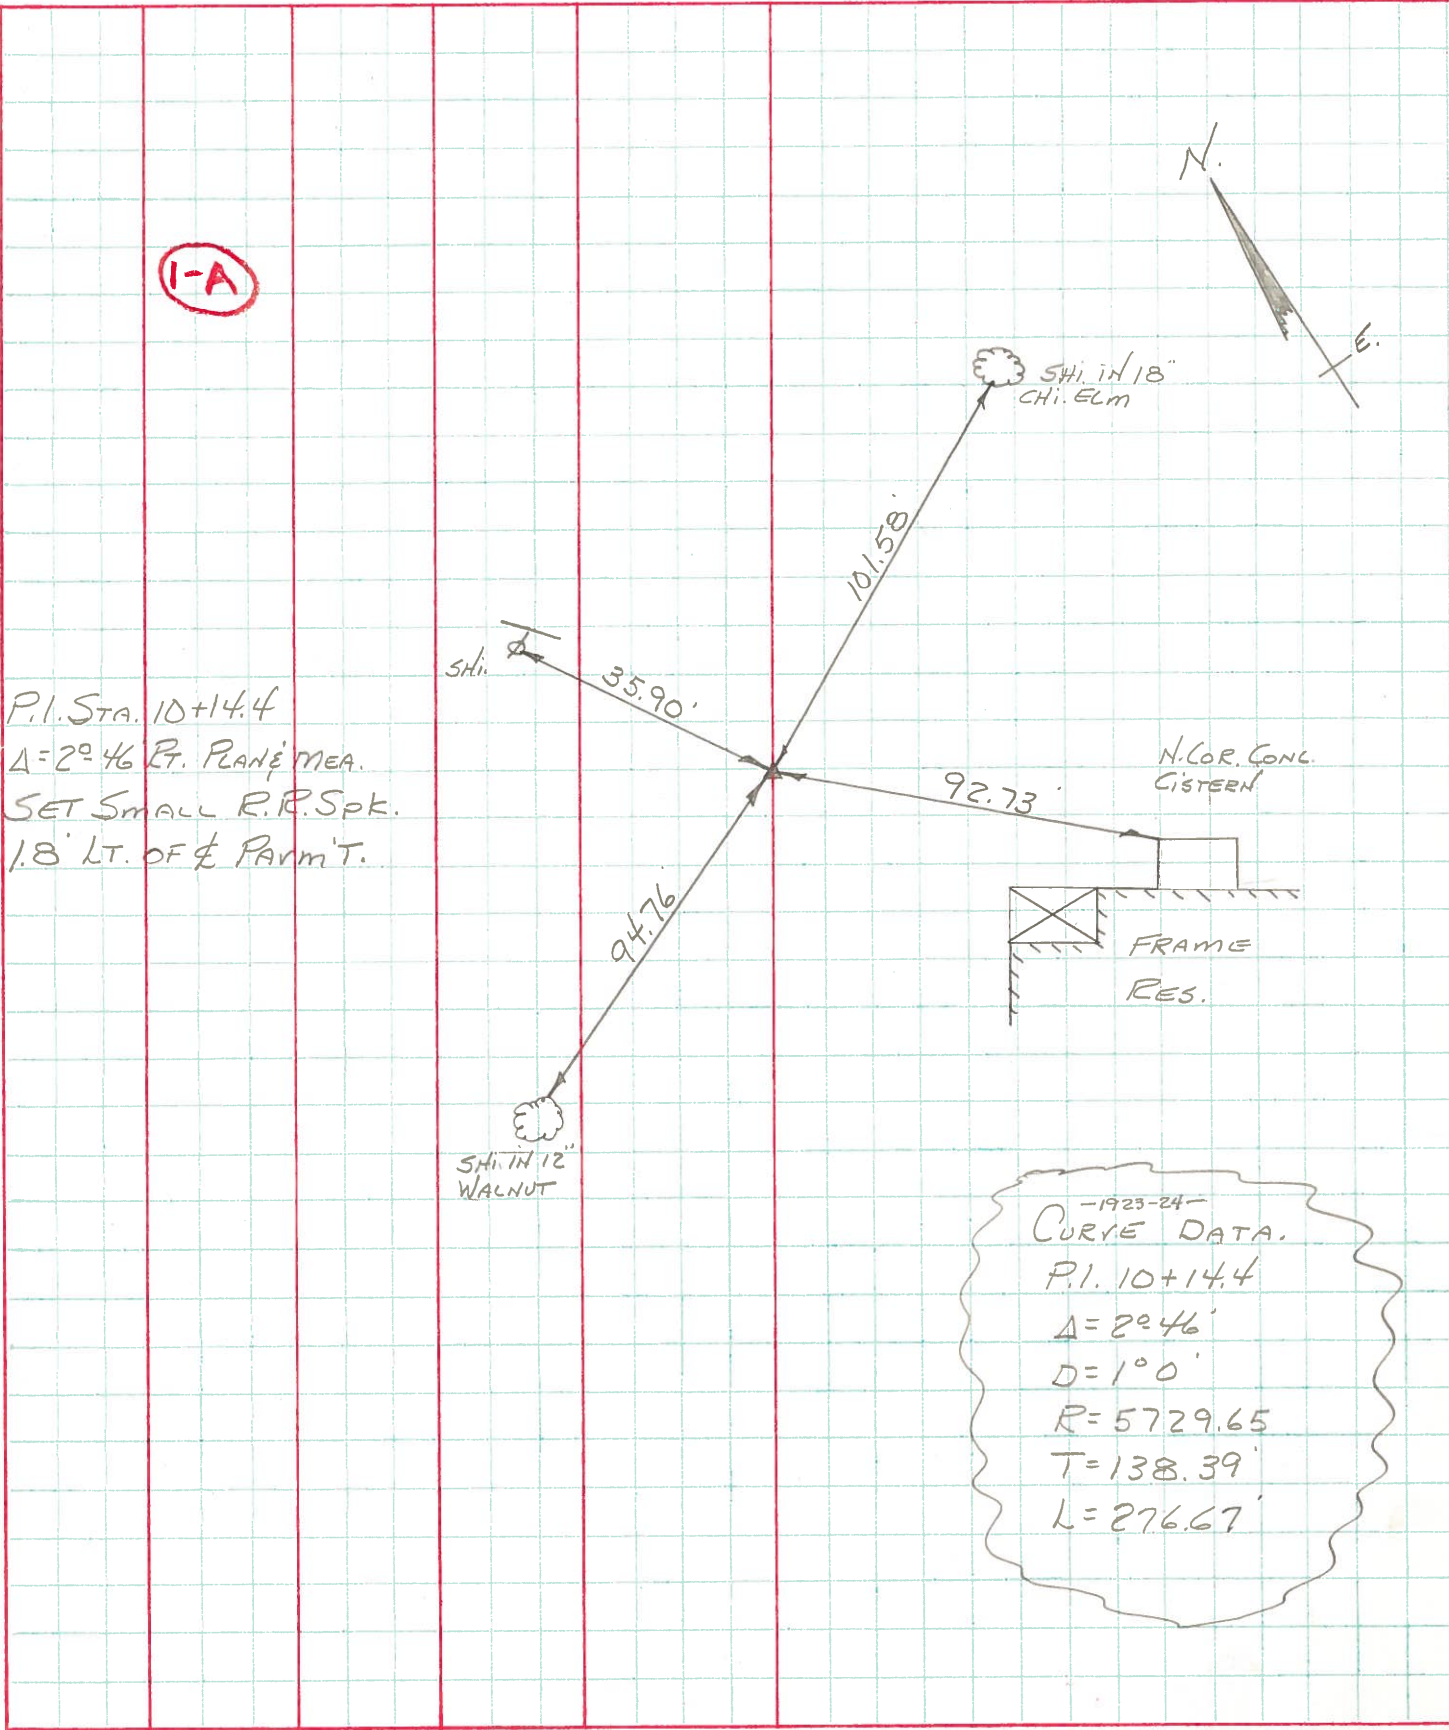 1-A
N.
E.
SHI. IN 18"
CHI. ELM
101.58'
SHI.
35.90'
P.I. STA. 10+14.4
Δ=2°46' RT. PLAN & MEA.
SET SMALL R.R. SPK.
1.8' LT. OF ℄ PAVM'T.
92.73'
N. COR. CONC.
CISTERN
94.76'
FRAME
RES.
SHI. IN 12"
WALNUT
-1923-24-
CURVE DATA.
P.I. 10+14.4
Δ=2°46'
D=1°0'
R=5729.65
T=138.39'
L=276.67'